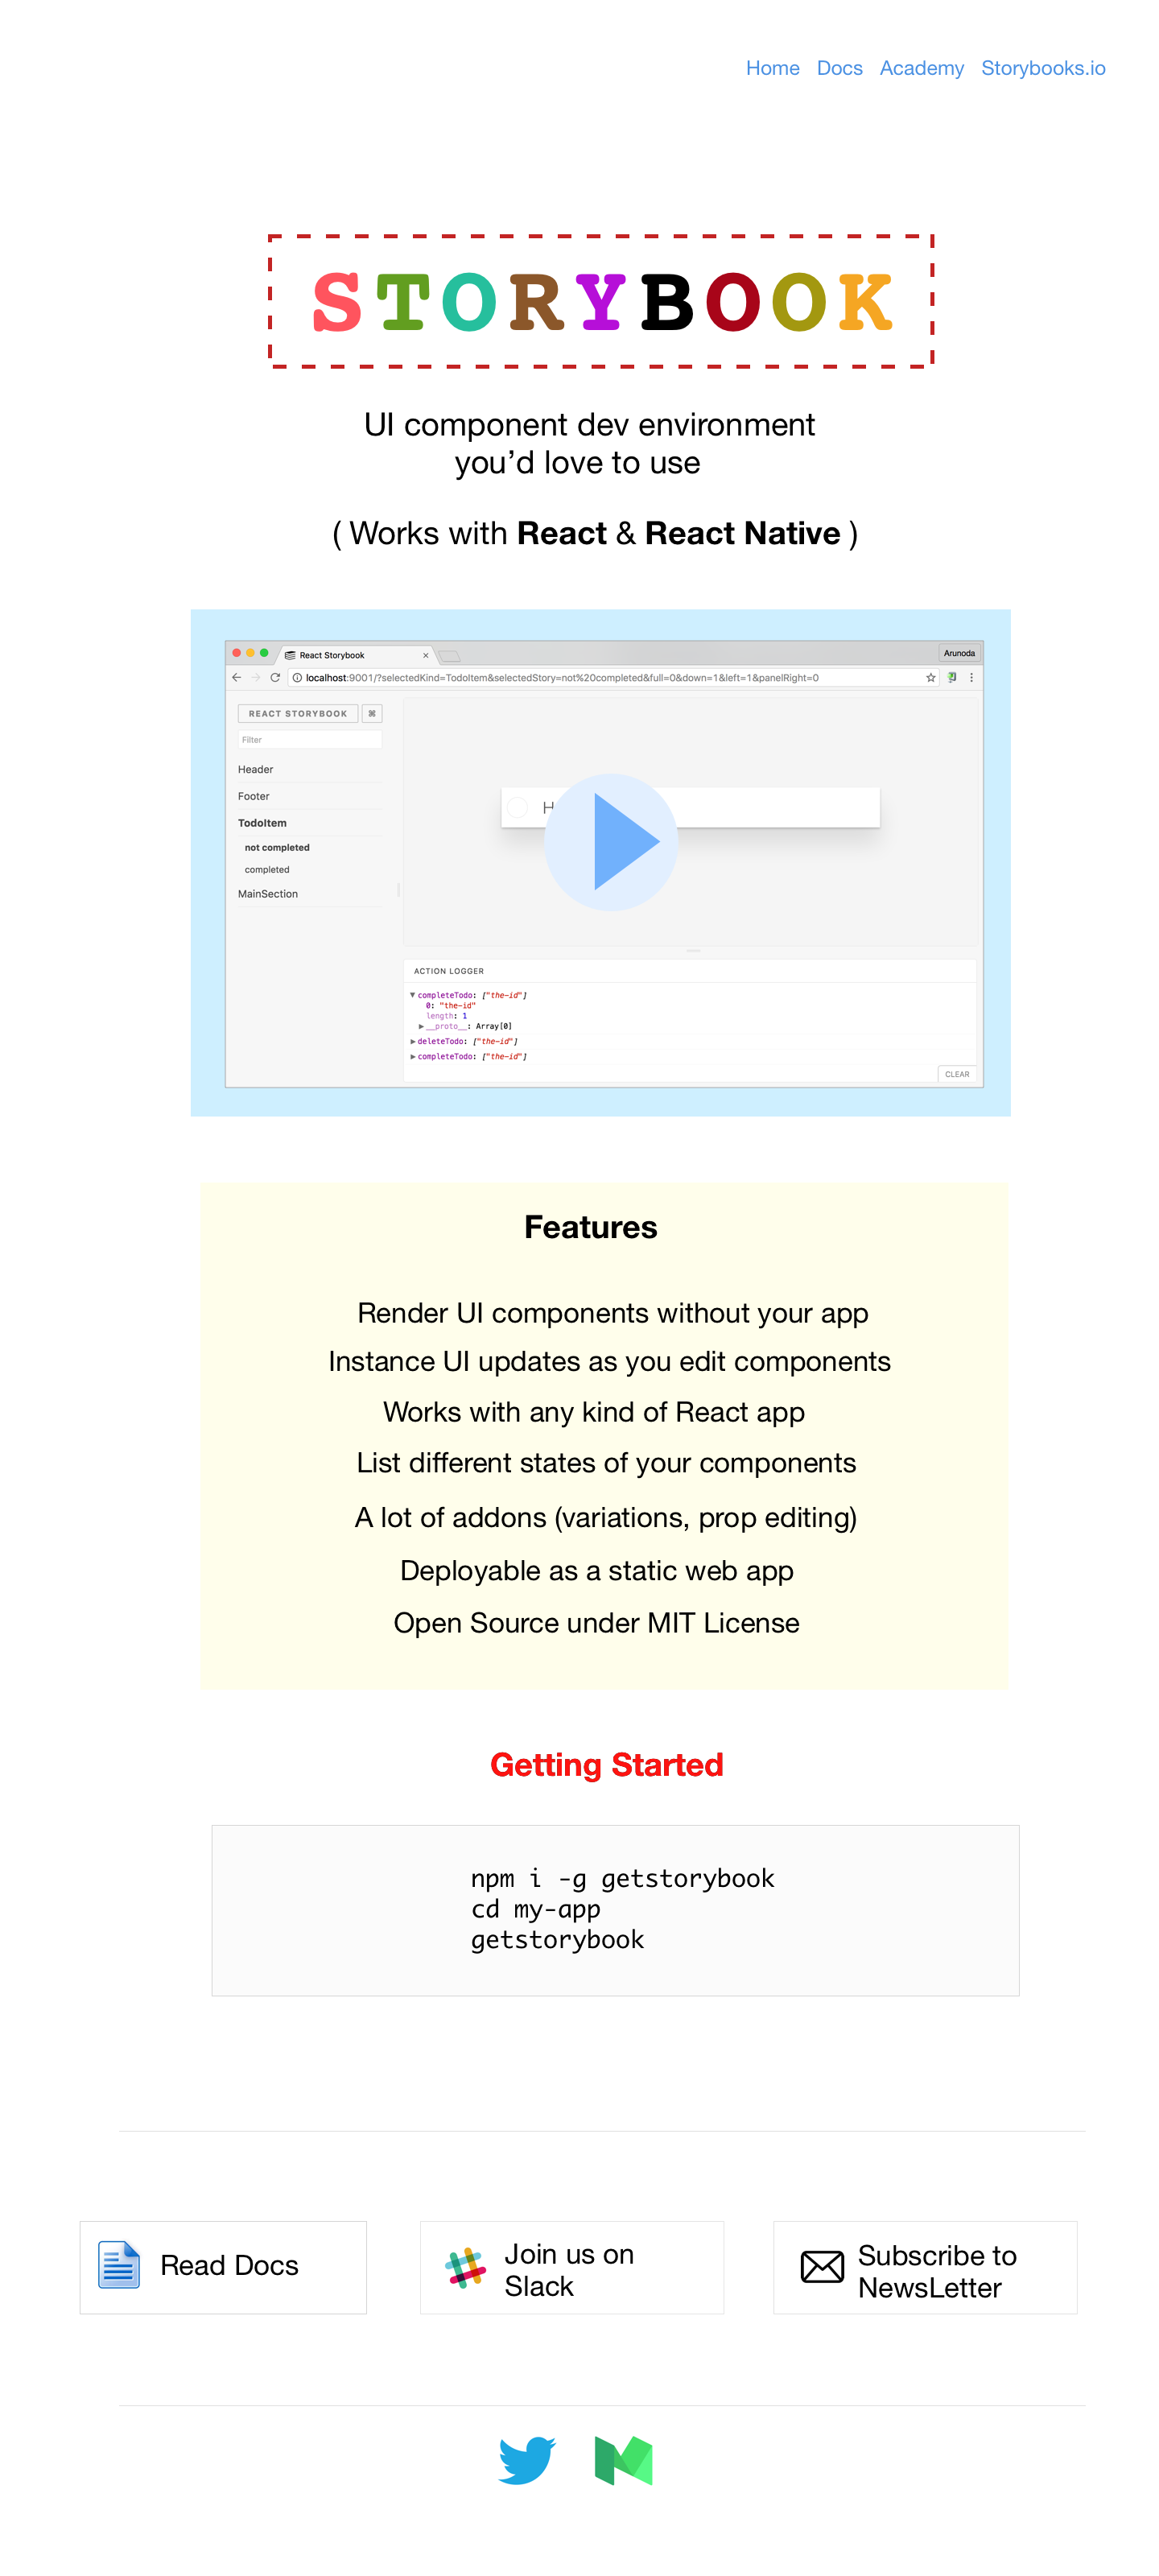 Home Docs Academy Storybooks.io
STORYBOOK
UI component dev environment
you’d love to use
( Works with React & React Native )
React Storybook
Arunoda
localhost:9001/?selectedKind=TodoItem&selectedStory=not%20completed&full=0&down=1&left=1&panelRight=0
REACT STORYBOOK ⌘
Filter
Header
Footer
TodoItem
not completed
completed
MainSection
ACTION LOGGER
▼completeTodo: ["the-id"]
0: "the-id"
length: 1
▶__proto__: Array[0]
▶deleteTodo: ["the-id"]
▶completeTodo: ["the-id"]
CLEAR
Features
Render UI components without your app
Instance UI updates as you edit components
Works with any kind of React app
List different states of your components
A lot of addons (variations, prop editing)
Deployable as a static web app
Open Source under MIT License
Getting Started
npm i -g getstorybook
cd my-app
getstorybook
Read Docs
Join us on
Slack
Subscribe to
NewsLetter